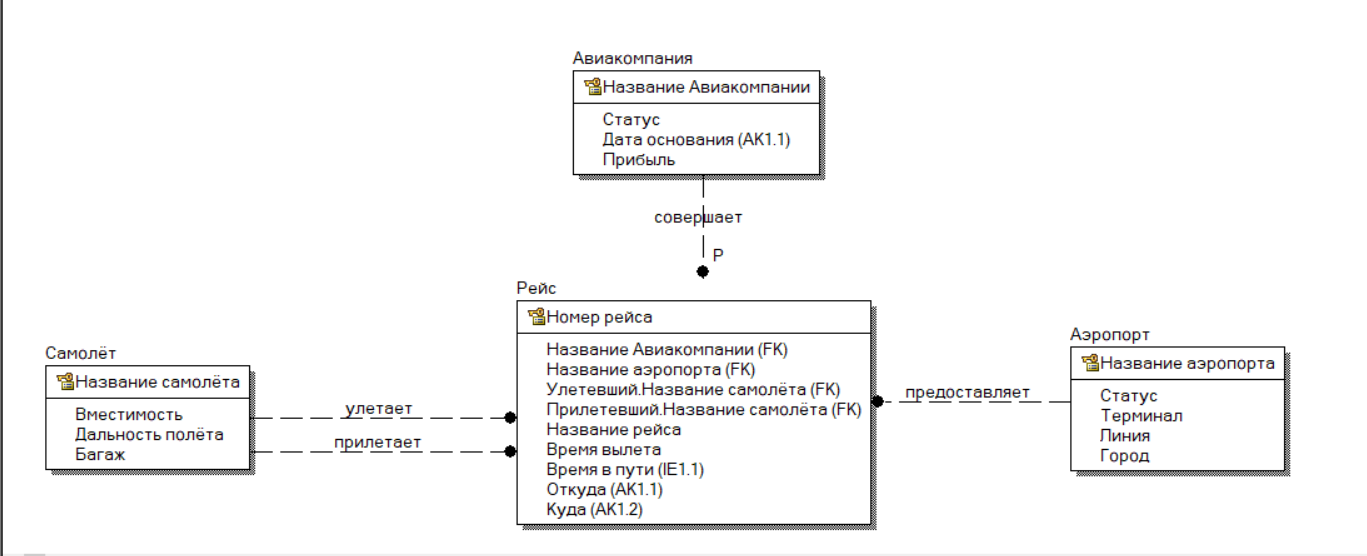 Авиакомпания
Название Авиакомпании
Статус
Дата основания (AK1.1)
Прибыль
совершает
P
Рейс
Номер рейса
Название Авиакомпании (FK)
Название аэропорта (FK)
Улетевший.Название самолёта (FK)
Прилетевший.Название самолёта (FK)
Название рейса
Время вылета
Время в пути (IE1.1)
Откуда (AK1.1)
Куда (AK1.2)
Самолёт
Название самолёта
Вместимость
Дальность полёта
Багаж
улетает
прилетает
предоставляет
Аэропорт
Название аэропорта
Статус
Терминал
Линия
Город